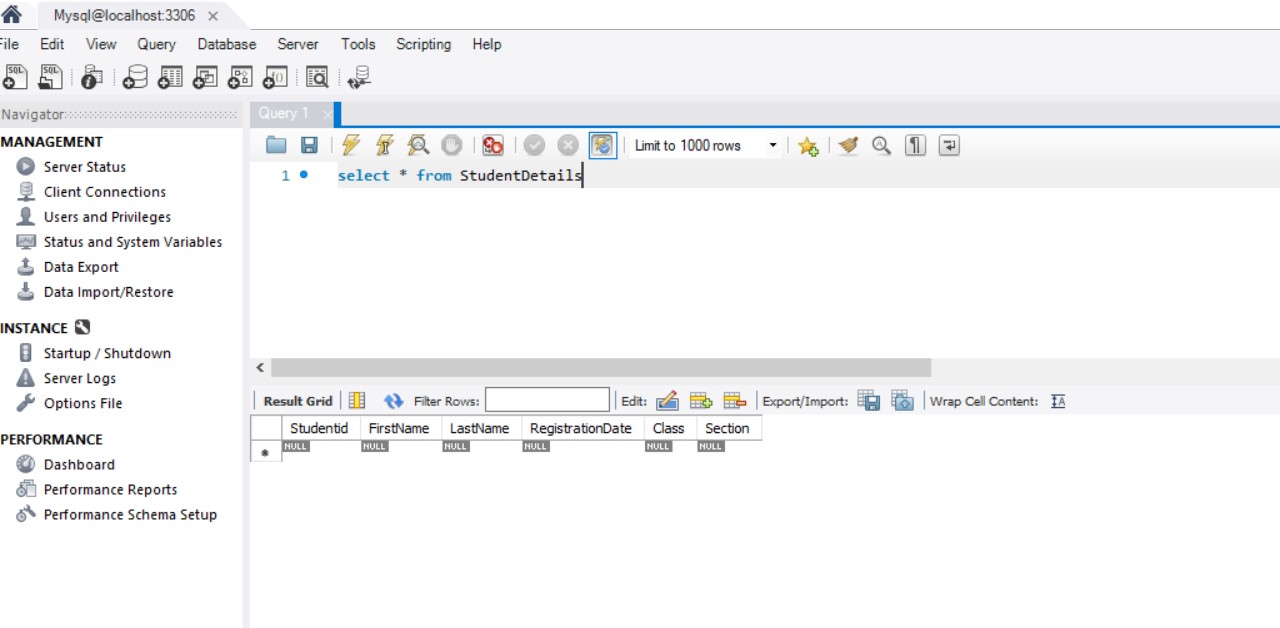 Mysql@localhost:3306
File Edit View Query Database Server Tools Scripting Help
SQL SQL
Navigator
Query 1
MANAGEMENT
Server Status
Client Connections
Users and Privileges
Status and System Variables
Data Export
Data Import/Restore
INSTANCE
Startup / Shutdown
Server Logs
Options File
PERFORMANCE
Dashboard
Performance Reports
Performance Schema Setup
Limit to 1000 rows
1 select * from StudentDetails
Result Grid Filter Rows: Edit: Export/Import: Wrap Cell Content: IA
Studentid FirstName LastName RegistrationDate Class Section
* NULL NULL NULL NULL NULL NULL